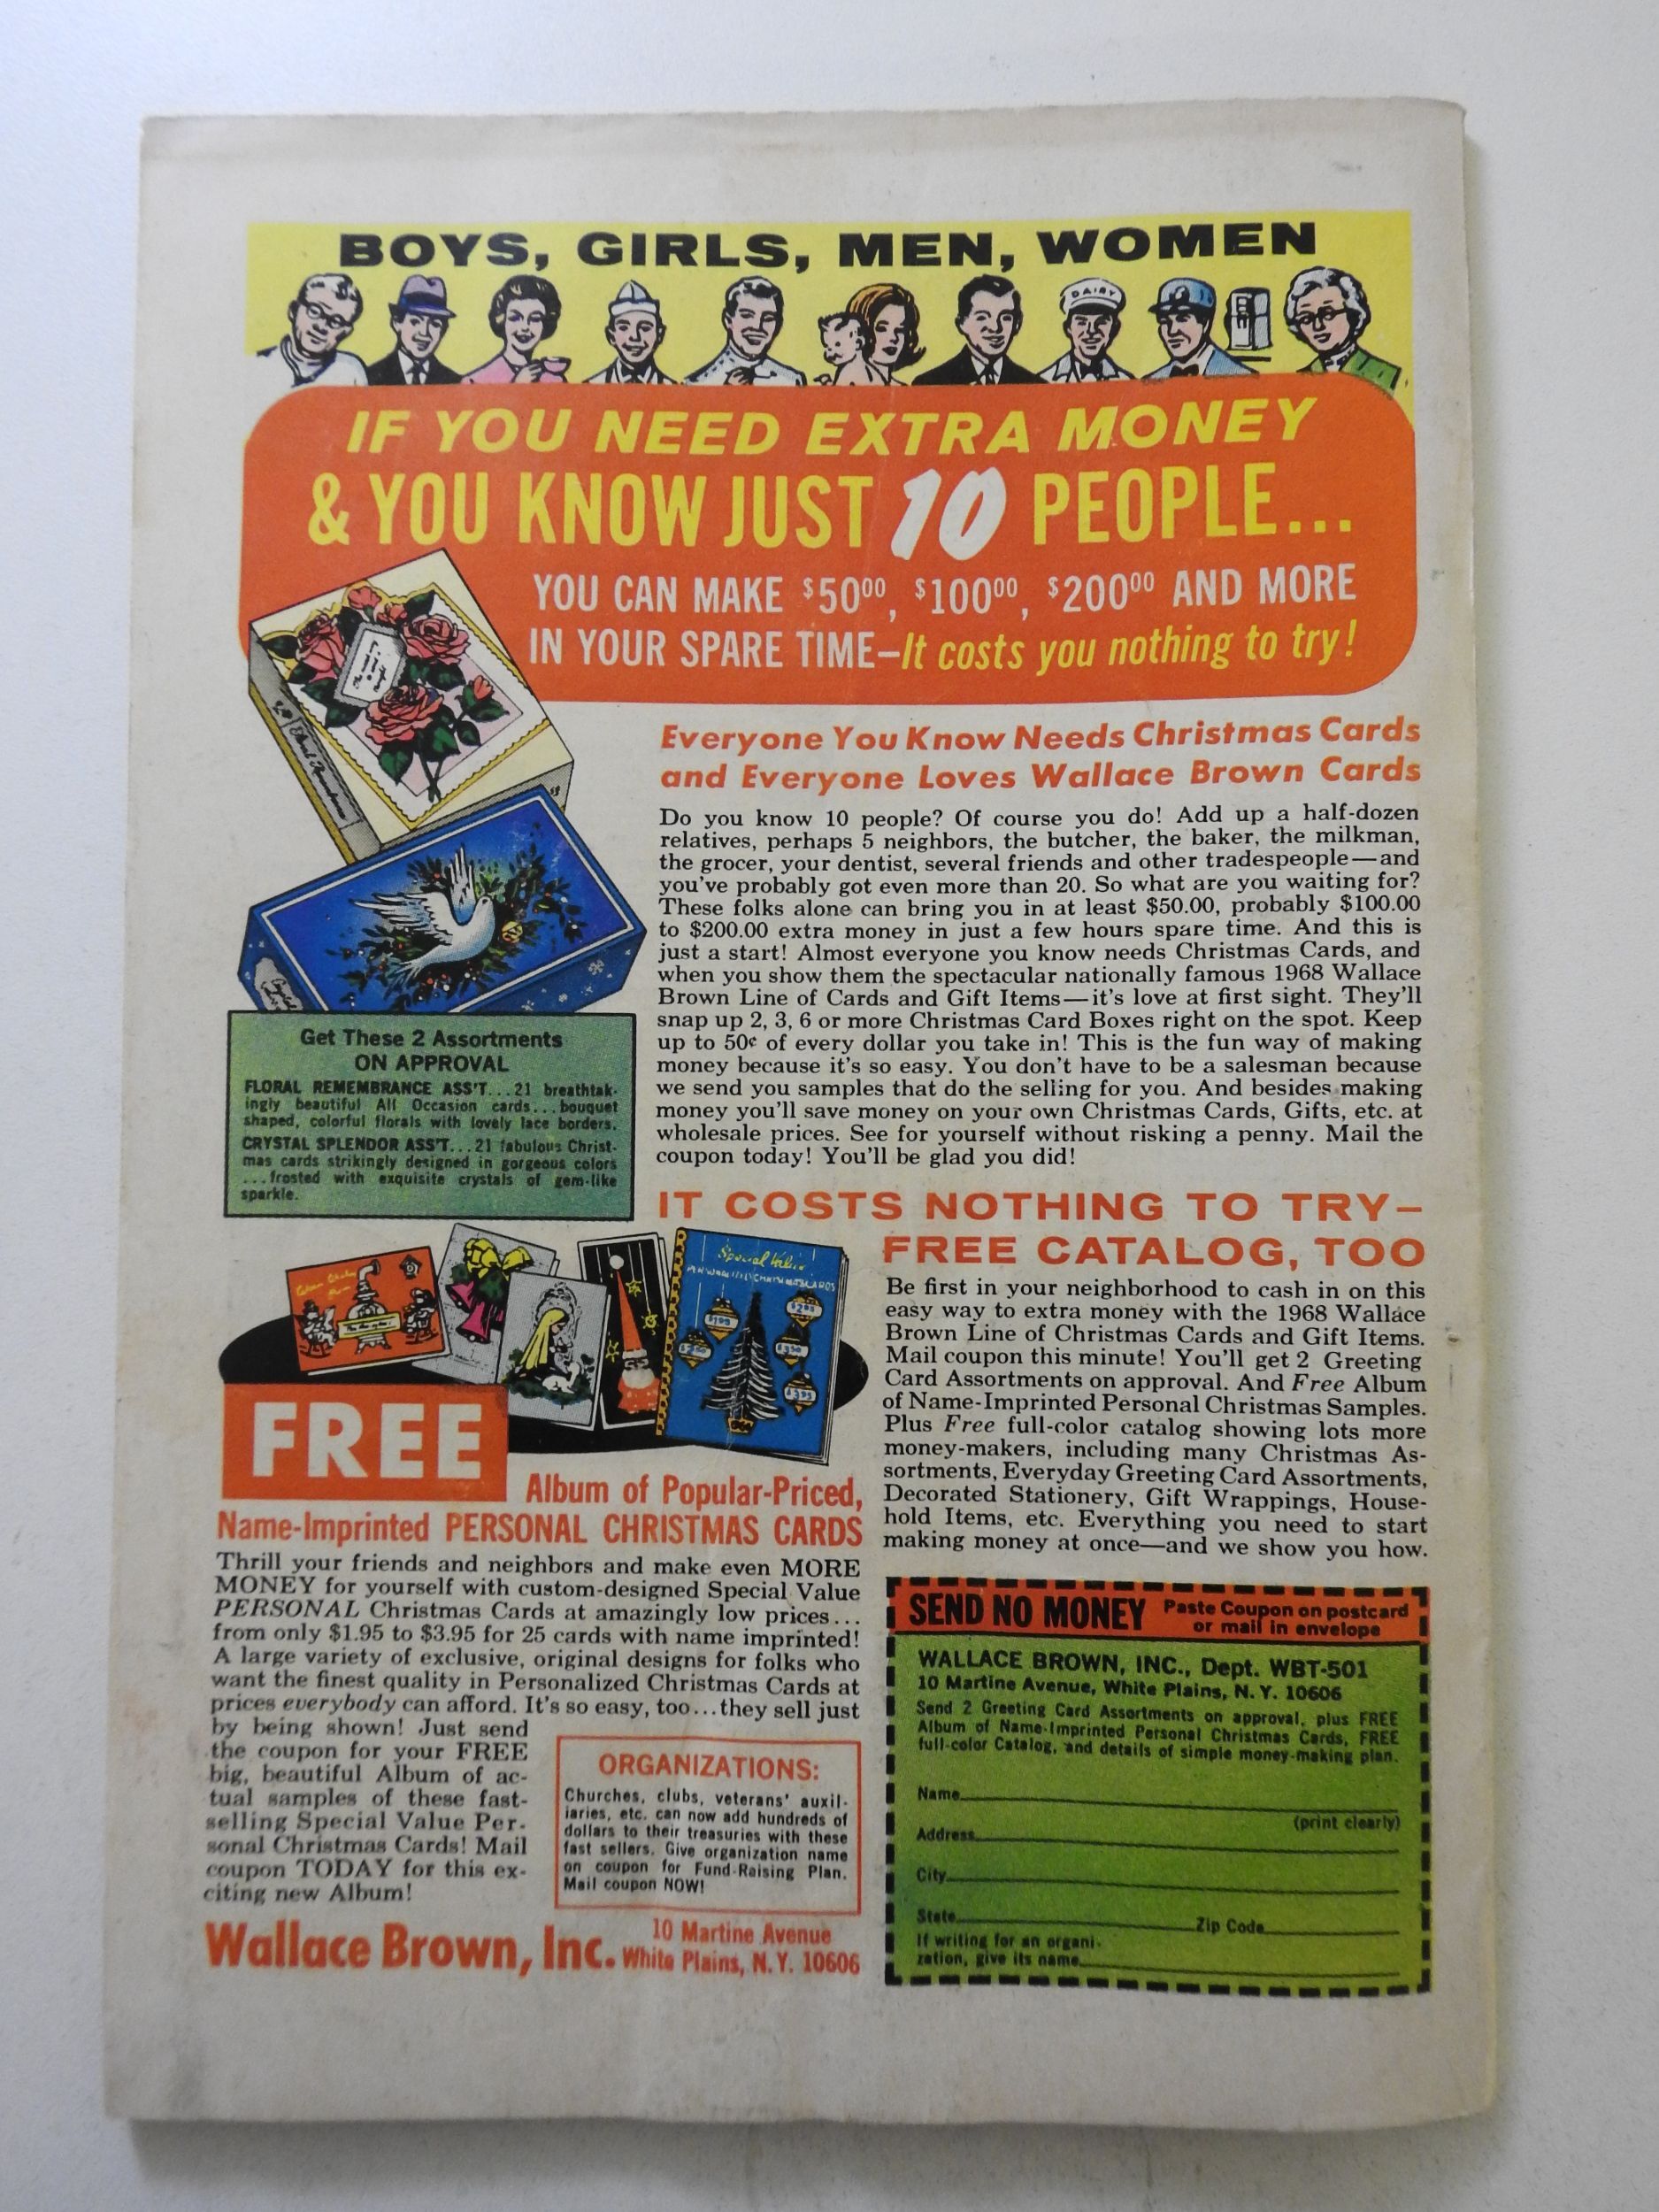 BOYS, GIRLS, MEN, WOMEN
DAIRY
IF YOU NEED EXTRA MONEY
& YOU KNOW JUST 10 PEOPLE...
YOU CAN MAKE $50⁰⁰, $100⁰⁰, $200⁰⁰ AND MORE
IN YOUR SPARE TIME—It costs you nothing to try!
Everyone You Know Needs Christmas Cards
and Everyone Loves Wallace Brown Cards
Do you know 10 people? Of course you do! Add up a half-dozen
relatives, perhaps 5 neighbors, the butcher, the baker, the milkman,
the grocer, your dentist, several friends and other tradespeople—and
you've probably got even more than 20. So what are you waiting for?
These folks alone can bring you in at least $50.00, probably $100.00
to $200.00 extra money in just a few hours spare time. And this is
just a start! Almost everyone you know needs Christmas Cards, and
when you show them the spectacular nationally famous 1968 Wallace
Brown Line of Cards and Gift Items—it's love at first sight. They'll
snap up 2, 3, 6 or more Christmas Card Boxes right on the spot. Keep
up to 50¢ of every dollar you take in! This is the fun way of making
money because it's so easy. You don't have to be a salesman because
we send you samples that do the selling for you. And besides making
money you'll save money on your own Christmas Cards, Gifts, etc. at
wholesale prices. See for yourself without risking a penny. Mail the
coupon today! You'll be glad you did!
Get These 2 Assortments
ON APPROVAL
FLORAL REMEMBRANCE ASS'T...21 breathtak-
ingly beautiful All Occasion cards...bouquet
shaped, colorful florals with lovely lace borders.
CRYSTAL SPLENDOR ASS'T...21 fabulous Christ-
mas cards strikingly designed in gorgeous colors
...frosted with exquisite crystals of gem-like
sparkle.
IT COSTS NOTHING TO TRY—
FREE CATALOG, TOO
Be first in your neighborhood to cash in on this
easy way to extra money with the 1968 Wallace
Brown Line of Christmas Cards and Gift Items.
Mail coupon this minute! You'll get 2 Greeting
Card Assortments on approval. And Free Album
of Name-Imprinted Personal Christmas Samples.
Plus Free full-color catalog showing lots more
money-makers, including many Christmas As-
sortments, Everyday Greeting Card Assortments,
Decorated Stationery, Gift Wrappings, House-
hold Items, etc. Everything you need to start
making money at once—and we show you how.
Special Value!
PERSONAL CHRISTMAS CARDS
$1.95
$2.95
$3.95
FREE
Album of Popular-Priced,
Name-Imprinted PERSONAL CHRISTMAS CARDS
Thrill your friends and neighbors and make even MORE
MONEY for yourself with custom-designed Special Value
PERSONAL Christmas Cards at amazingly low prices...
from only $1.95 to $3.95 for 25 cards with name imprinted!
A large variety of exclusive, original designs for folks who
want the finest quality in Personalized Christmas Cards at
prices everybody can afford. It's so easy, too...they sell just
by being shown! Just send
the coupon for your FREE
big, beautiful Album of ac-
tual samples of these fast-
selling Special Value Per-
sonal Christmas Cards! Mail
coupon TODAY for this ex-
citing new Album!
ORGANIZATIONS:
Churches, clubs, veterans' auxil-
iaries, etc. can now add hundreds of
dollars to their treasuries with these
fast sellers. Give organization name
on coupon for Fund-Raising Plan.
Mail coupon NOW!
Wallace Brown, Inc. 10 Martine Avenue
White Plains, N.Y. 10606
SEND NO MONEY Paste Coupon on postcard
or mail in envelope
WALLACE BROWN, INC., Dept. WBT-501
10 Martine Avenue, White Plains, N. Y. 10606
Send 2 Greeting Card Assortments on approval, plus FREE
Album of Name-Imprinted Personal Christmas Cards, FREE
full-color Catalog, and details of simple money-making plan.
Name
(print clearly)
Address
City
State Zip Code
If writing for an organi-
zation, give its name